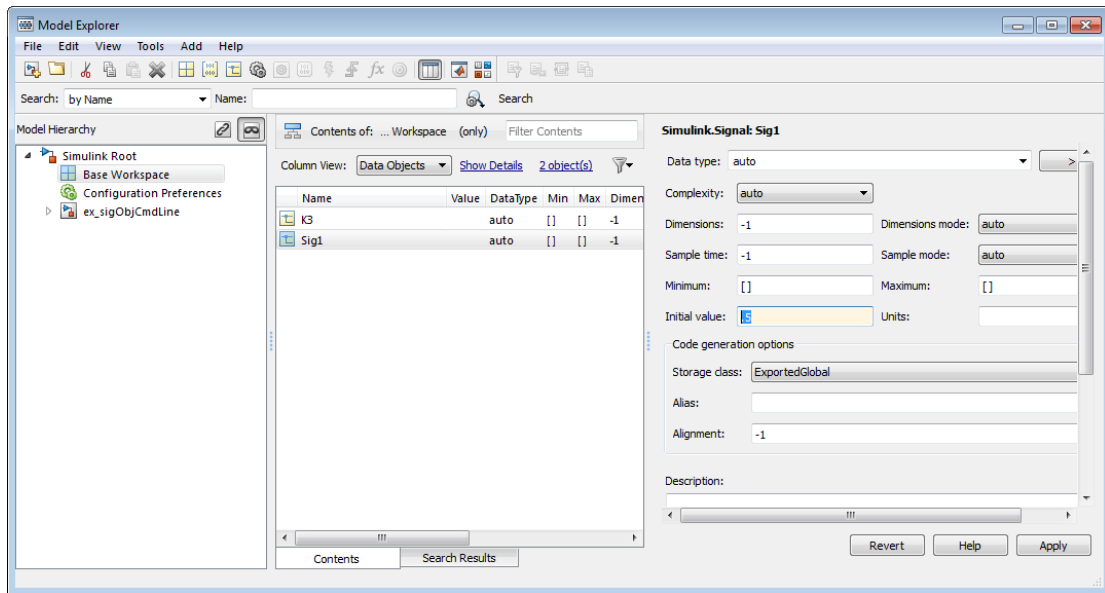 Model Explorer
File Edit View Tools Add Help
fx
Search: by Name Name: Search
Model Hierarchy
Simulink Root
Base Workspace
Configuration Preferences
ex_sigObjCmdLine
Contents of: ... Workspace (only) Filter Contents
Column View: Data Objects Show Details 2 object(s)
Name Value DataType Min Max Dimen
K3 auto [] [] -1
Sig1 auto [] [] -1
Contents Search Results
Simulink.Signal: Sig1
Data type: auto >
Complexity: auto
Dimensions: -1 Dimensions mode: auto
Sample time: -1 Sample mode: auto
Minimum: [] Maximum: []
Initial value: .5 Units:
Code generation options
Storage class: ExportedGlobal
Alias:
Alignment: -1
Description:
Revert Help Apply